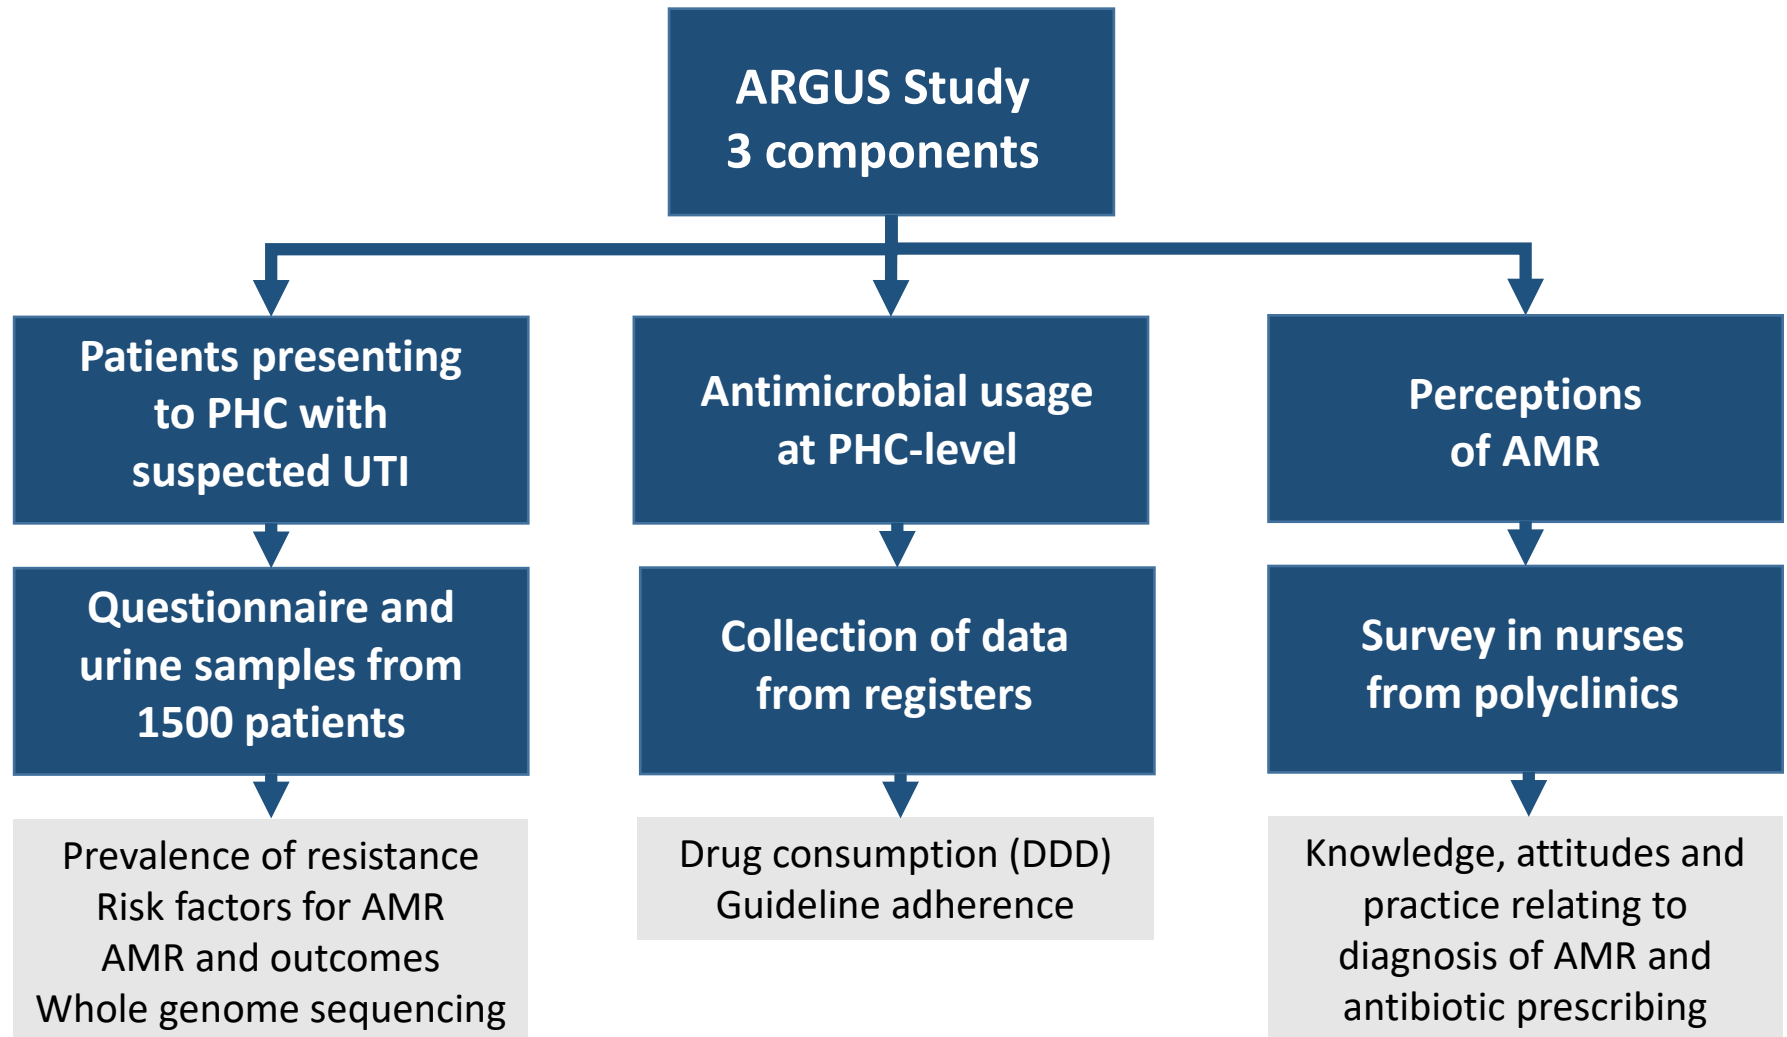 ARGUS Study
3 components
Patients presenting
to PHC with
suspected UTI
Antimicrobial usage
at PHC-level
Perceptions
of AMR
Questionnaire and
urine samples from
1500 patients
Collection of data
from registers
Survey in nurses
from polyclinics
Prevalence of resistance
Risk factors for AMR
AMR and outcomes
Whole genome sequencing
Drug consumption (DDD)
Guideline adherence
Knowledge, attitudes and
practice relating to
diagnosis of AMR and
antibiotic prescribing